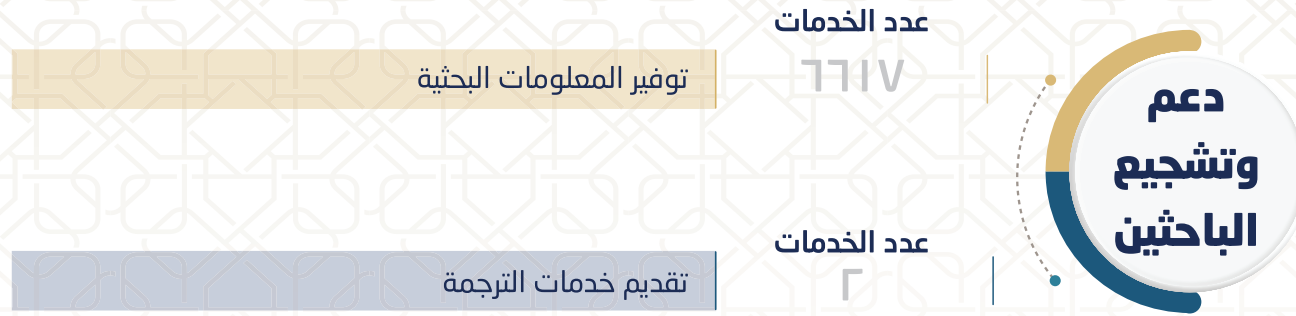 دعم
وتشجيع
الباحثين
عدد الخدمات
٦٦١٧
توفير المعلومات البحثية
عدد الخدمات
٢
تقديم خدمات الترجمة